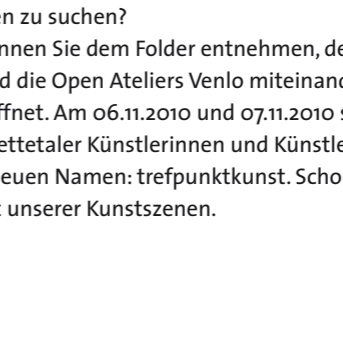 en zu suchen?
nnen Sie dem Folder entnehmen, de
d die Open Ateliers Venlo miteinand
ffnet. Am 06.11.2010 und 07.11.2010 s
ettetaler Künstlerinnen und Künstle
euen Namen: trefpunktkunst. Scho
unserer Kunstszenen.